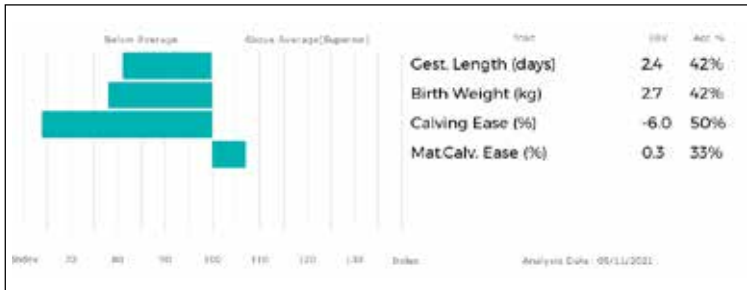 Below Average Above Average(Superior) Trait EBV Acc %
Gest. Length (days) 2.4 42%
Birth Weight (kg) 2.7 42%
Calving Ease (%) -6.0 50%
Mat.Calv. Ease (%) 0.3 33%
Index 70 80 90 100 110 120 130 Index Analysis Date : 05/11/2021